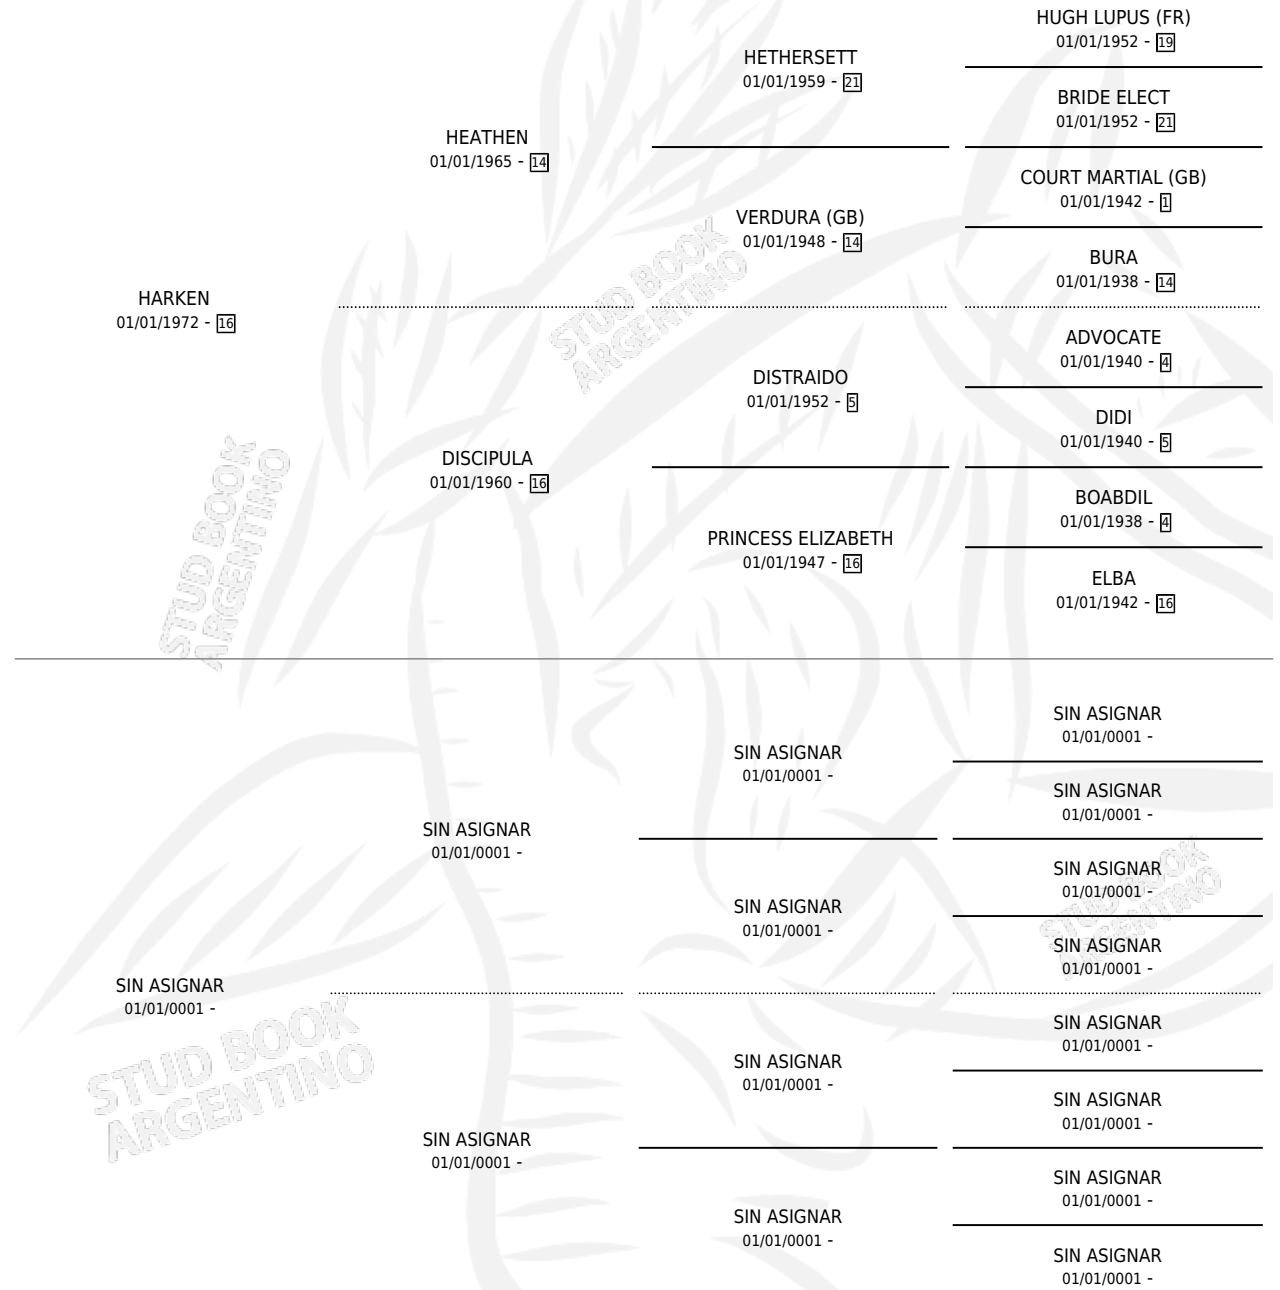 HUGH LUPUS (FR)
01/01/1952 - 19
HETHERSETT
01/01/1959 - 21
BRIDE ELECT
01/01/1952 - 21
HEATHEN
01/01/1965 - 14
COURT MARTIAL (GB)
01/01/1942 - 1
VERDURA (GB)
01/01/1948 - 14
BURA
01/01/1938 - 14
HARKEN
01/01/1972 - 16
ADVOCATE
01/01/1940 - 4
DISTRAIDO
01/01/1952 - 5
DIDI
01/01/1940 - 5
DISCIPULA
01/01/1960 - 16
BOABDIL
01/01/1938 - 4
PRINCESS ELIZABETH
01/01/1947 - 16
ELBA
01/01/1942 - 16
STUD BOOK
ARGENTINO
STUD BOOK
ARGENTINO
SIN ASIGNAR
01/01/0001 -
SIN ASIGNAR
01/01/0001 -
SIN ASIGNAR
01/01/0001 -
SIN ASIGNAR
01/01/0001 -
SIN ASIGNAR
01/01/0001 -
SIN ASIGNAR
01/01/0001 -
SIN ASIGNAR
01/01/0001 -
SIN ASIGNAR
01/01/0001 -
SIN ASIGNAR
01/01/0001 -
SIN ASIGNAR
01/01/0001 -
SIN ASIGNAR
01/01/0001 -
SIN ASIGNAR
01/01/0001 -
SIN ASIGNAR
01/01/0001 -
SIN ASIGNAR
01/01/0001 -
SIN ASIGNAR
01/01/0001 -
STUD BOOK
ARGENTINO
STUD BOOK
ARGENTINO